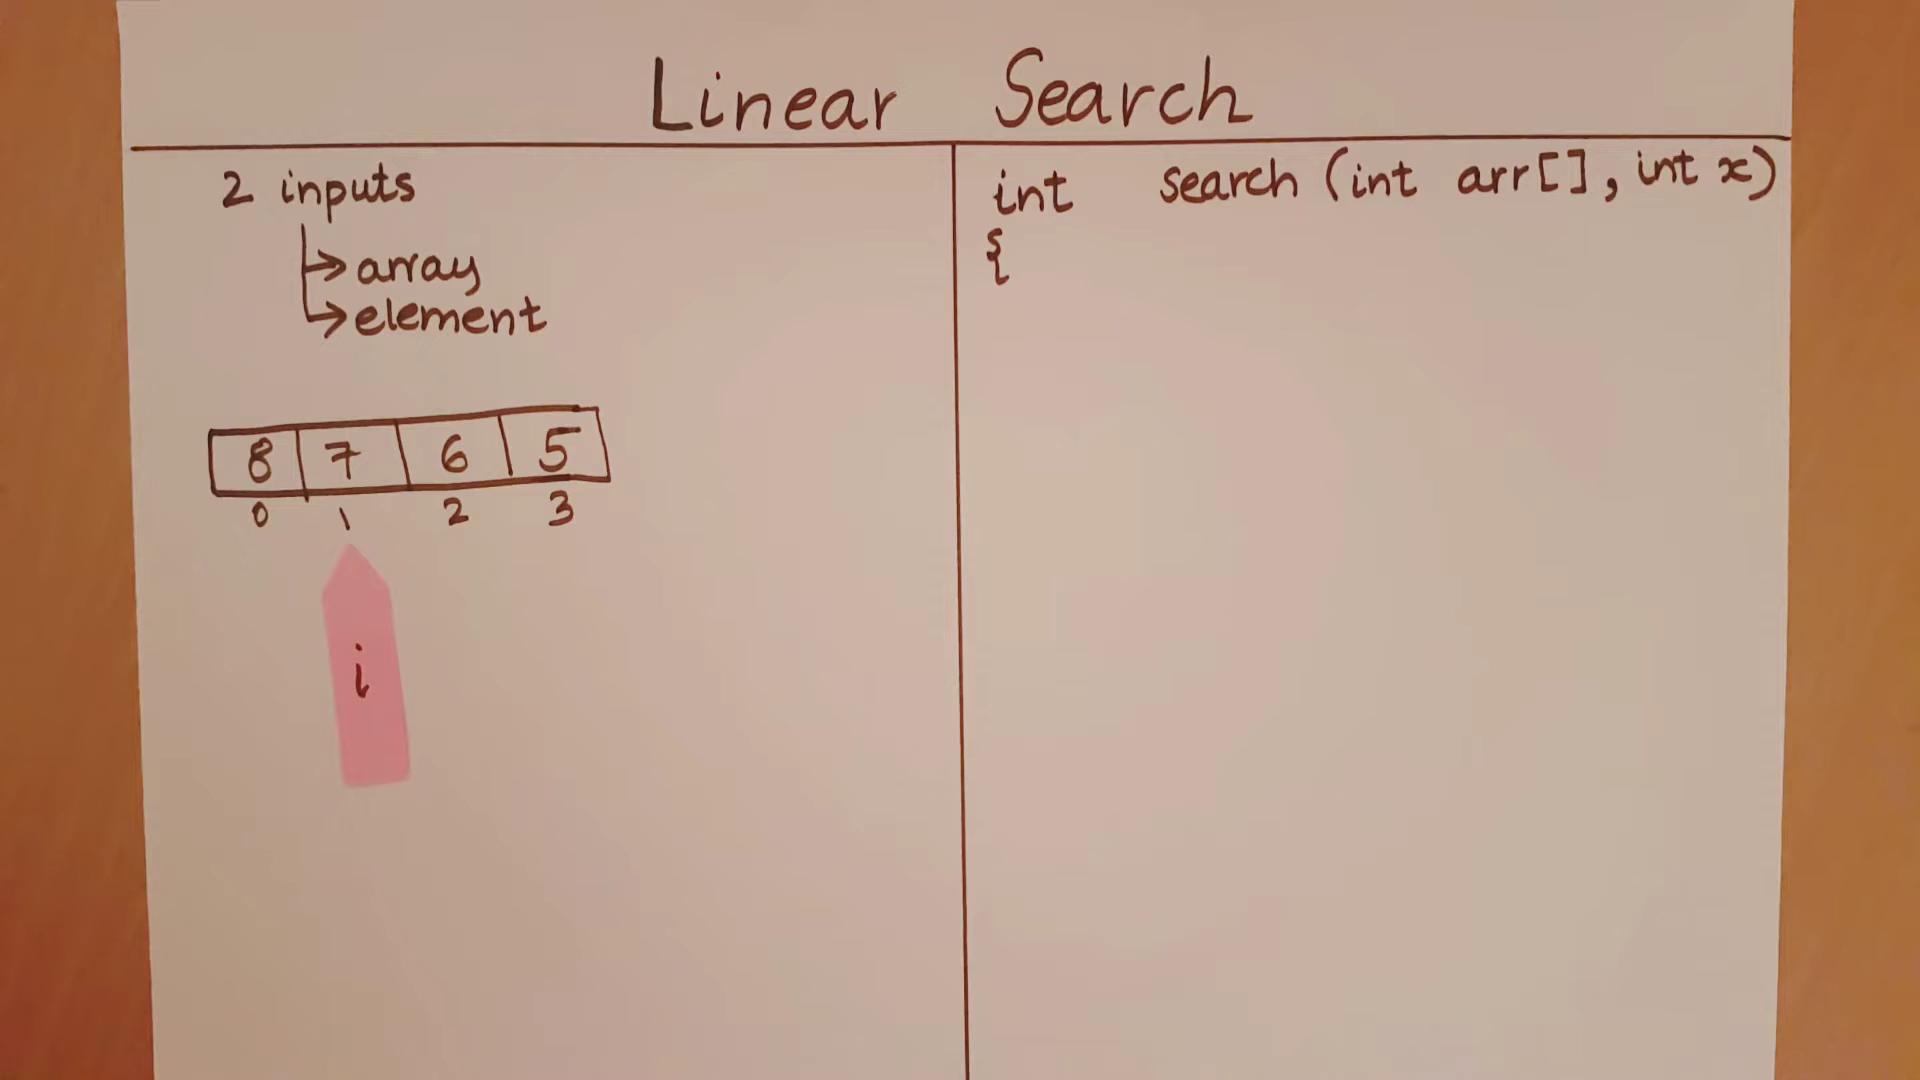 Linear Search
2 inputs
→ array
→ element
8 7 6 5
0 1 2 3
i
int search (int arr[], int x)
{